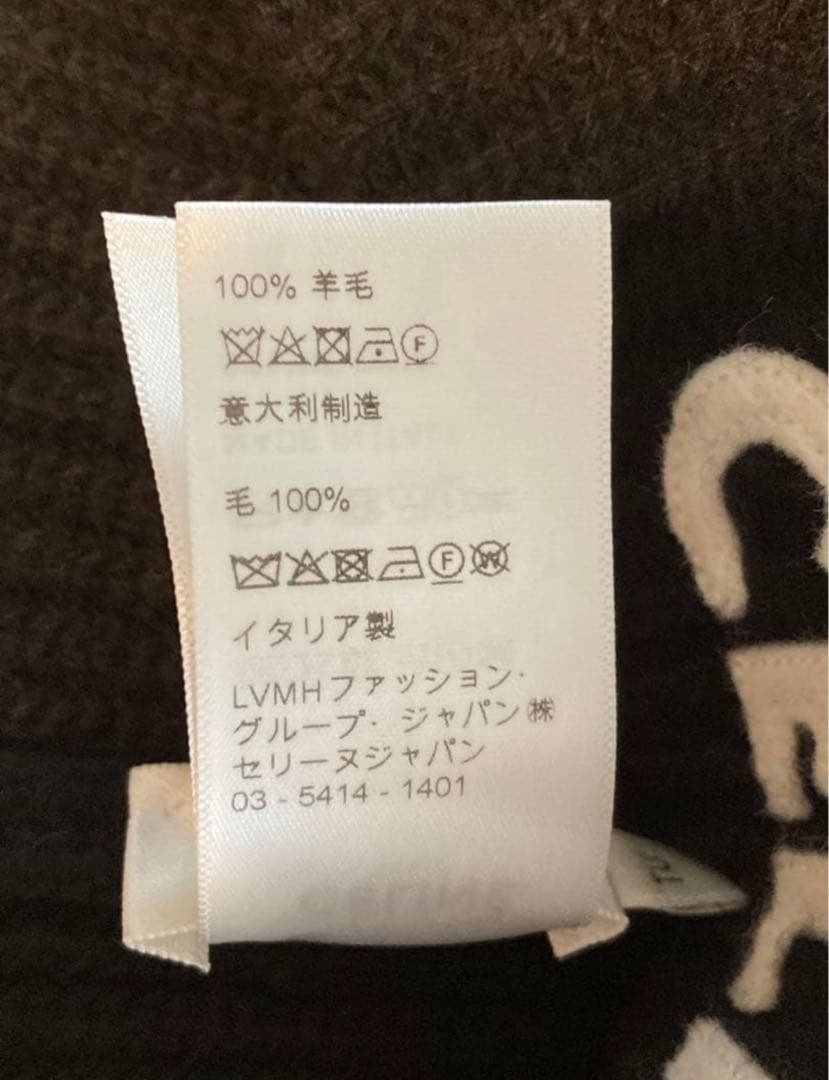 100% 羊毛
意大利制造
毛 100%
イタリア製
LVMHファッション・
グループ・ジャパン㈱
セリーヌジャパン
03 - 5414 - 1401